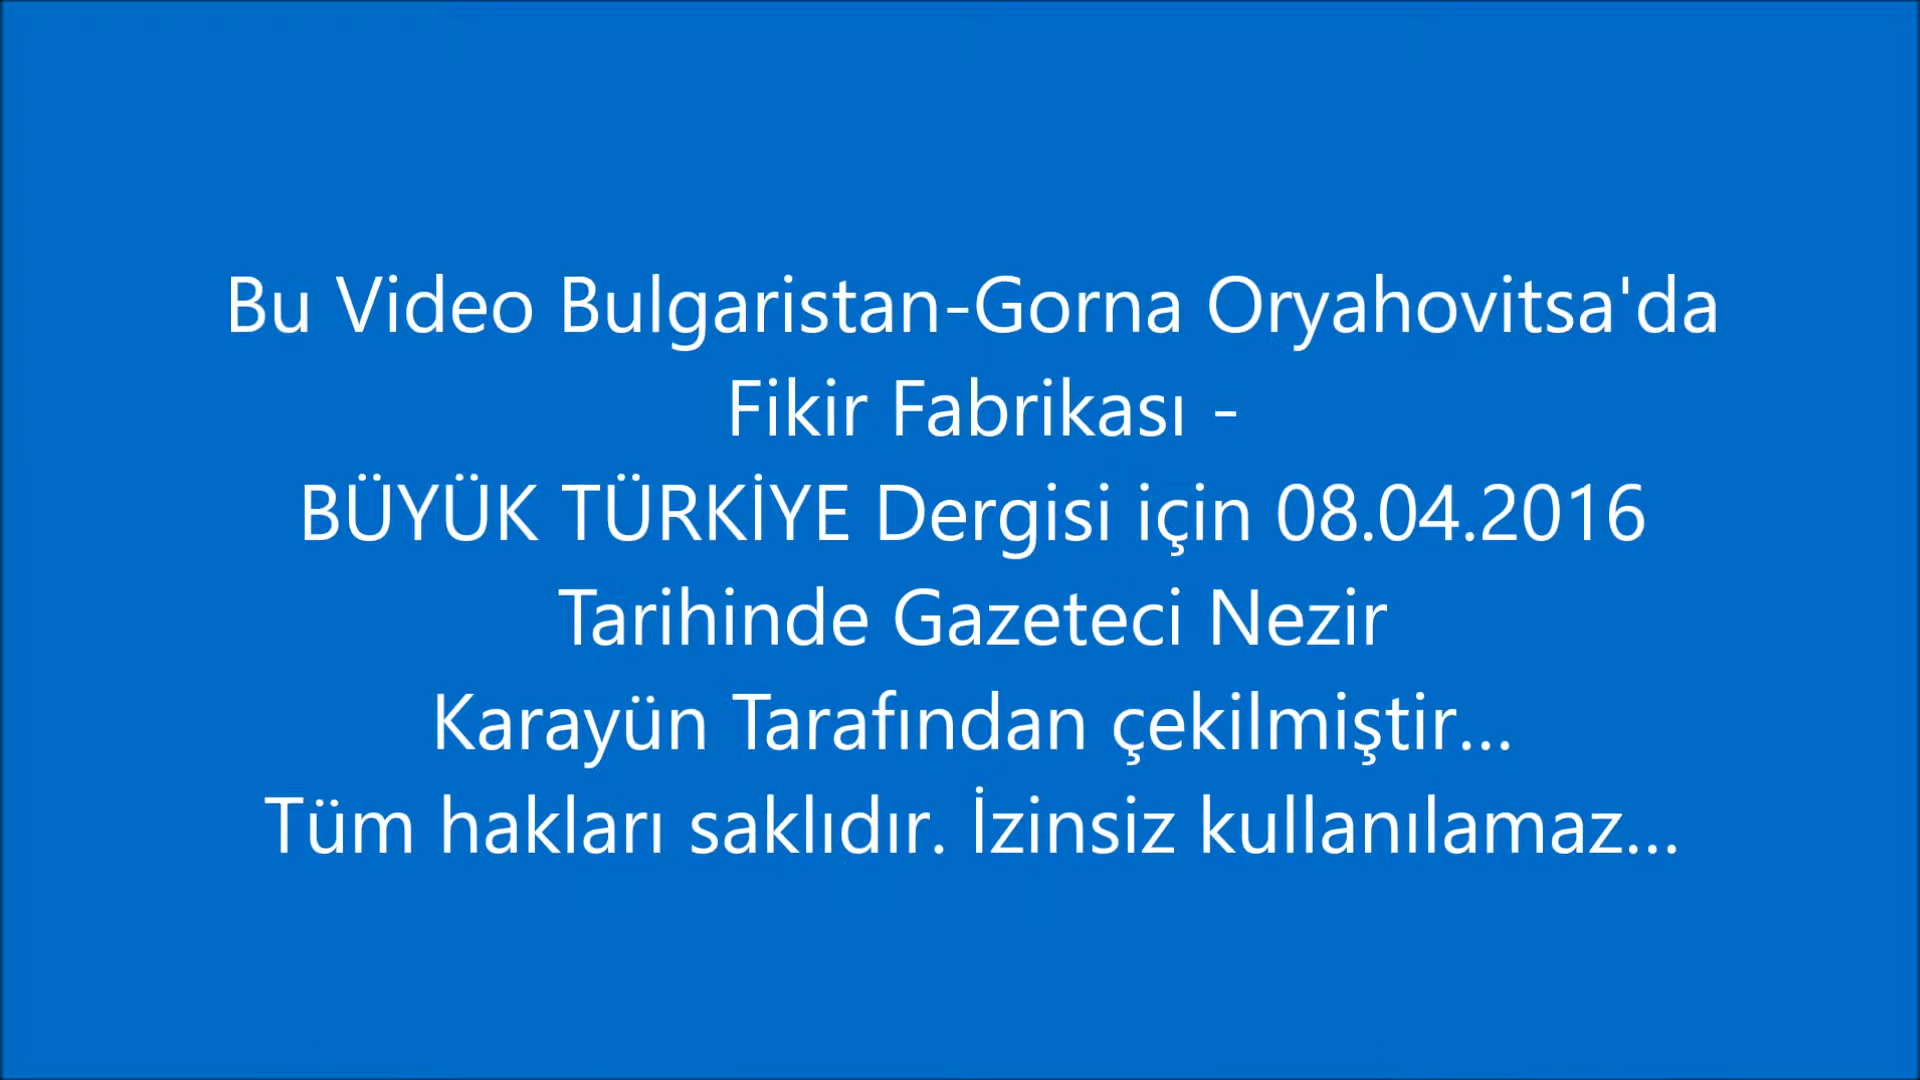 Bu Video Bulgaristan-Gorna Oryahovitsa'da
Fikir Fabrikası -
BÜYÜK TÜRKİYE Dergisi için 08.04.2016
Tarihinde Gazeteci Nezir
Karayün Tarafından çekilmiştir...
Tüm hakları saklıdır. İzinsiz kullanılamaz...